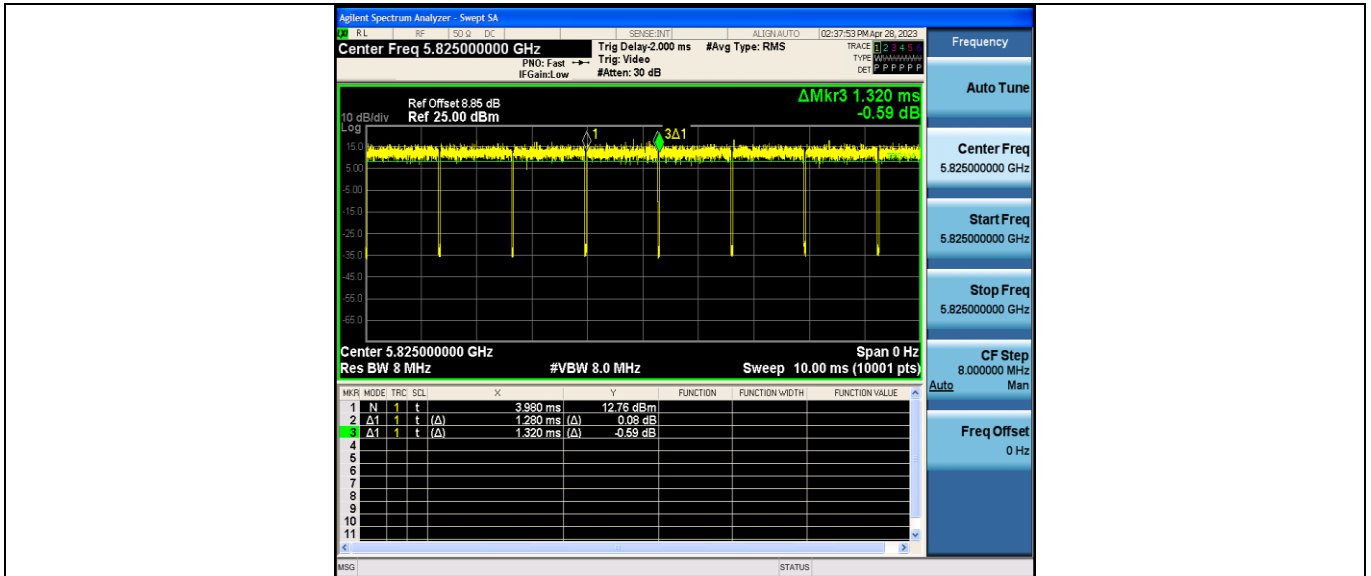 Agilent Spectrum Analyzer - Swept SA
LXI RL RF 50 Ω DC SENSE:INT ALIGN AUTO 02:37:53 PM Apr 28, 2023
Center Freq 5.825000000 GHz Trig Delay-2.000 ms #Avg Type: RMS TRACE 1 2 3 4 5 6
PNO: Fast Trig: Video TYPE
IFGain:Low #Atten: 30 dB DET P P P P P P
ΔMkr3 1.320 ms
Ref Offset 8.85 dB -0.59 dB
10 dB/div Ref 25.00 dBm
Log
1 3Δ1
15.0
5.00
-5.00
-15.0
-25.0
-35.0
-45.0
-55.0
-65.0
Center 5.825000000 GHz Span 0 Hz
Res BW 8 MHz #VBW 8.0 MHz Sweep 10.00 ms (10001 pts)
MKR MODE TRC SCL X Y FUNCTION FUNCTION WIDTH FUNCTION VALUE
1 N 1 t 3.980 ms 12.76 dBm
2 Δ1 1 t (Δ) 1.280 ms (Δ) 0.08 dB
3 Δ1 1 t (Δ) 1.320 ms (Δ) -0.59 dB
4
5
6
7
8
9
10
11
MSG STATUS
Frequency
Auto Tune
Center Freq
5.825000000 GHz
Start Freq
5.825000000 GHz
Stop Freq
5.825000000 GHz
CF Step
8.000000 MHz
Auto Man
Freq Offset
0 Hz